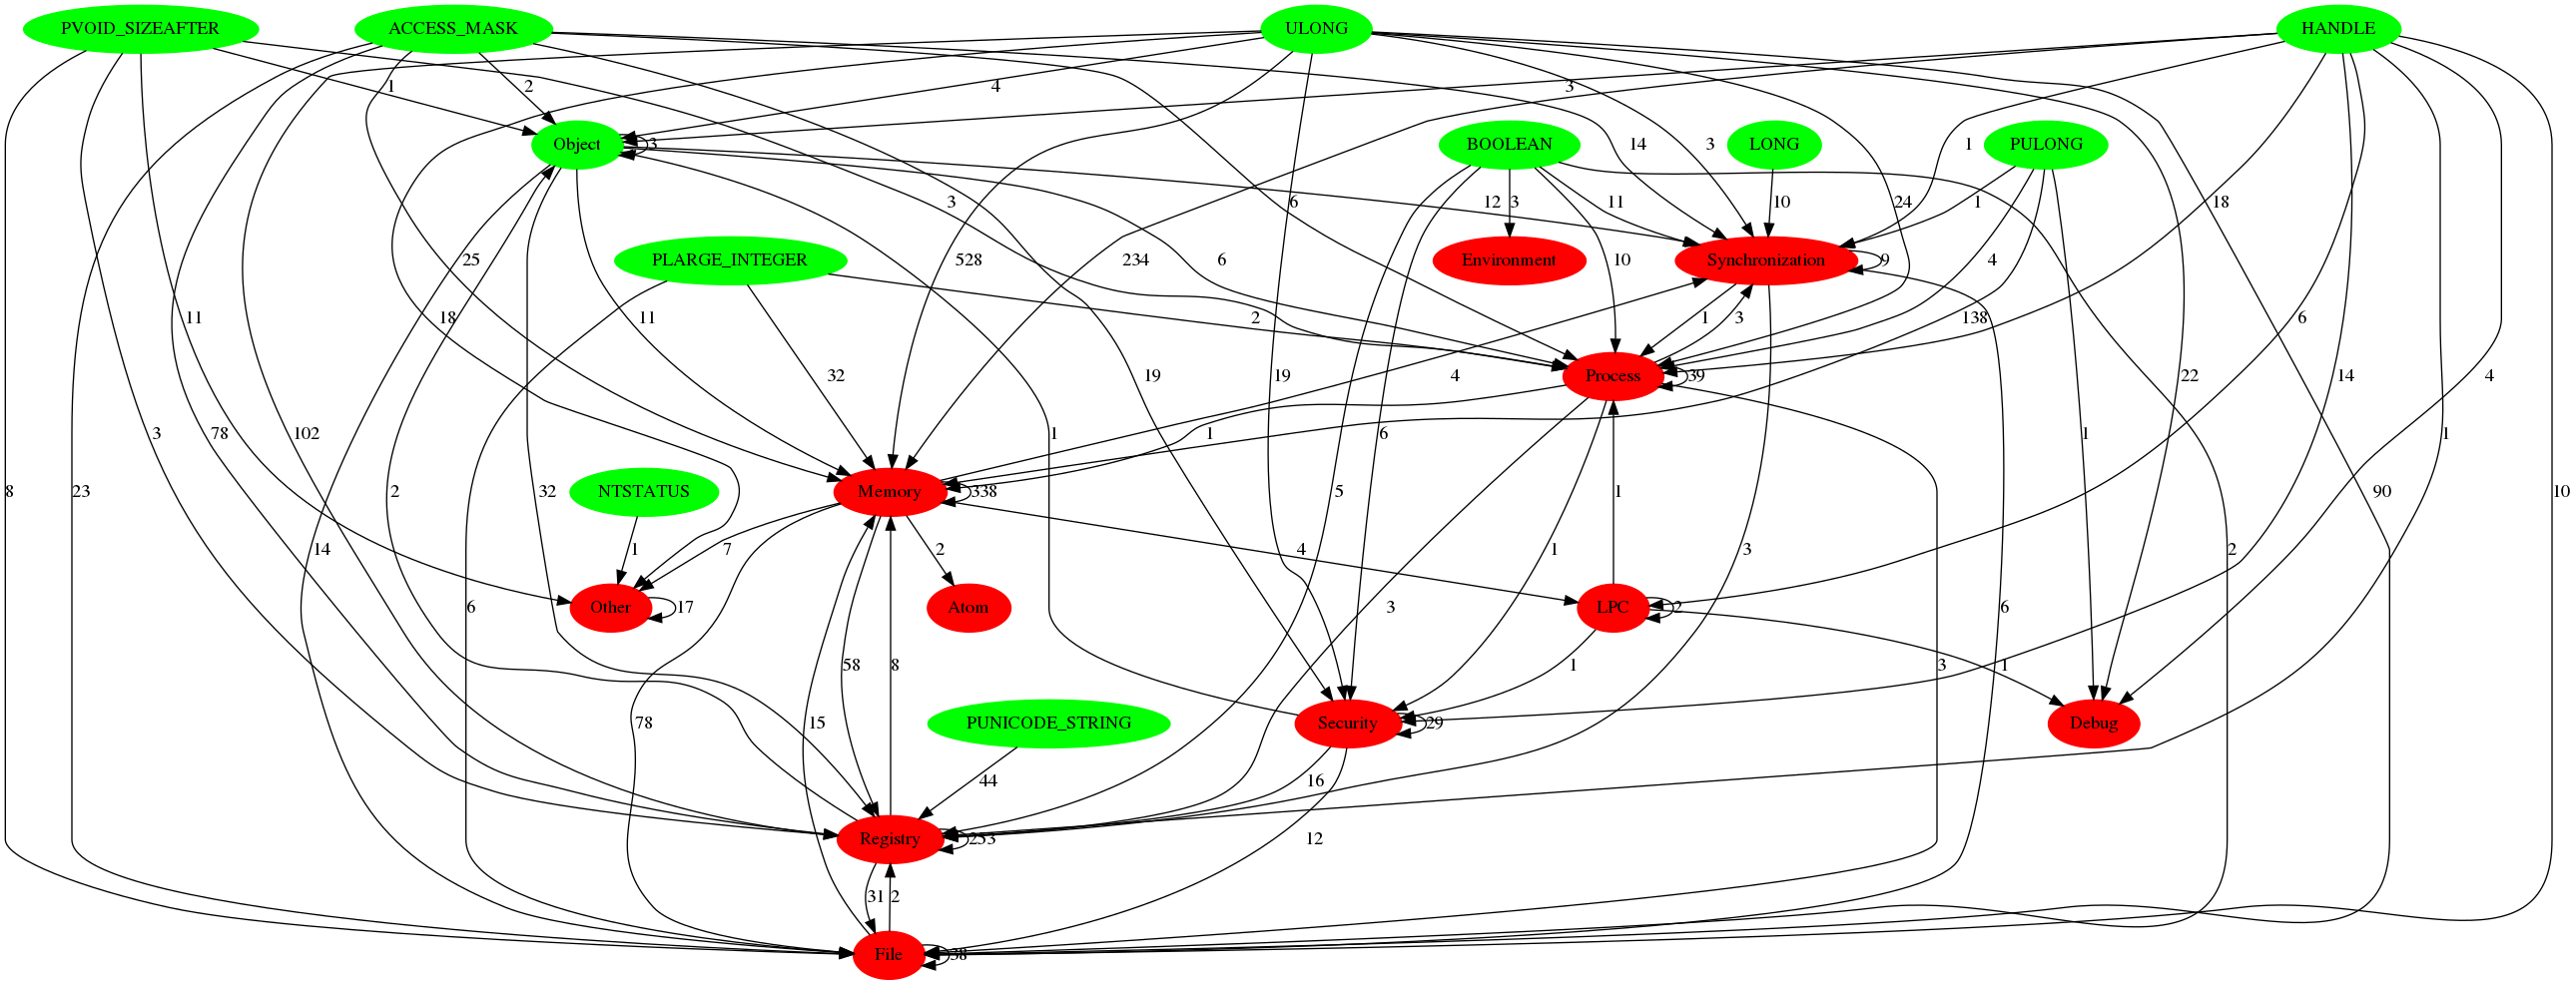 PVOID_SIZEAFTER ACCESS_MASK ULONG HANDLE
1 2 4 3
Object 3 BOOLEAN LONG PULONG
14 3 1
3 6 12 3 11 10 1 24 18
PLARGE_INTEGER Environment Synchronization 9
25 528 234 6 10 4
11 18 11 2 19 1 3 138 6
32 19 4 Process 39 22 14 4
3 78 102 1 1 6 1 1
8 23 2 32 NTSTATUS Memory 338 5 1 90 10
14 1 7 2 4 1 3 2
6 Other 17 Atom 3 LPC 2 6
58 8 1 3 1
78 15 PUNICODE_STRING Security 29 Debug
44 16
Registry 253 12
31 2
File 38